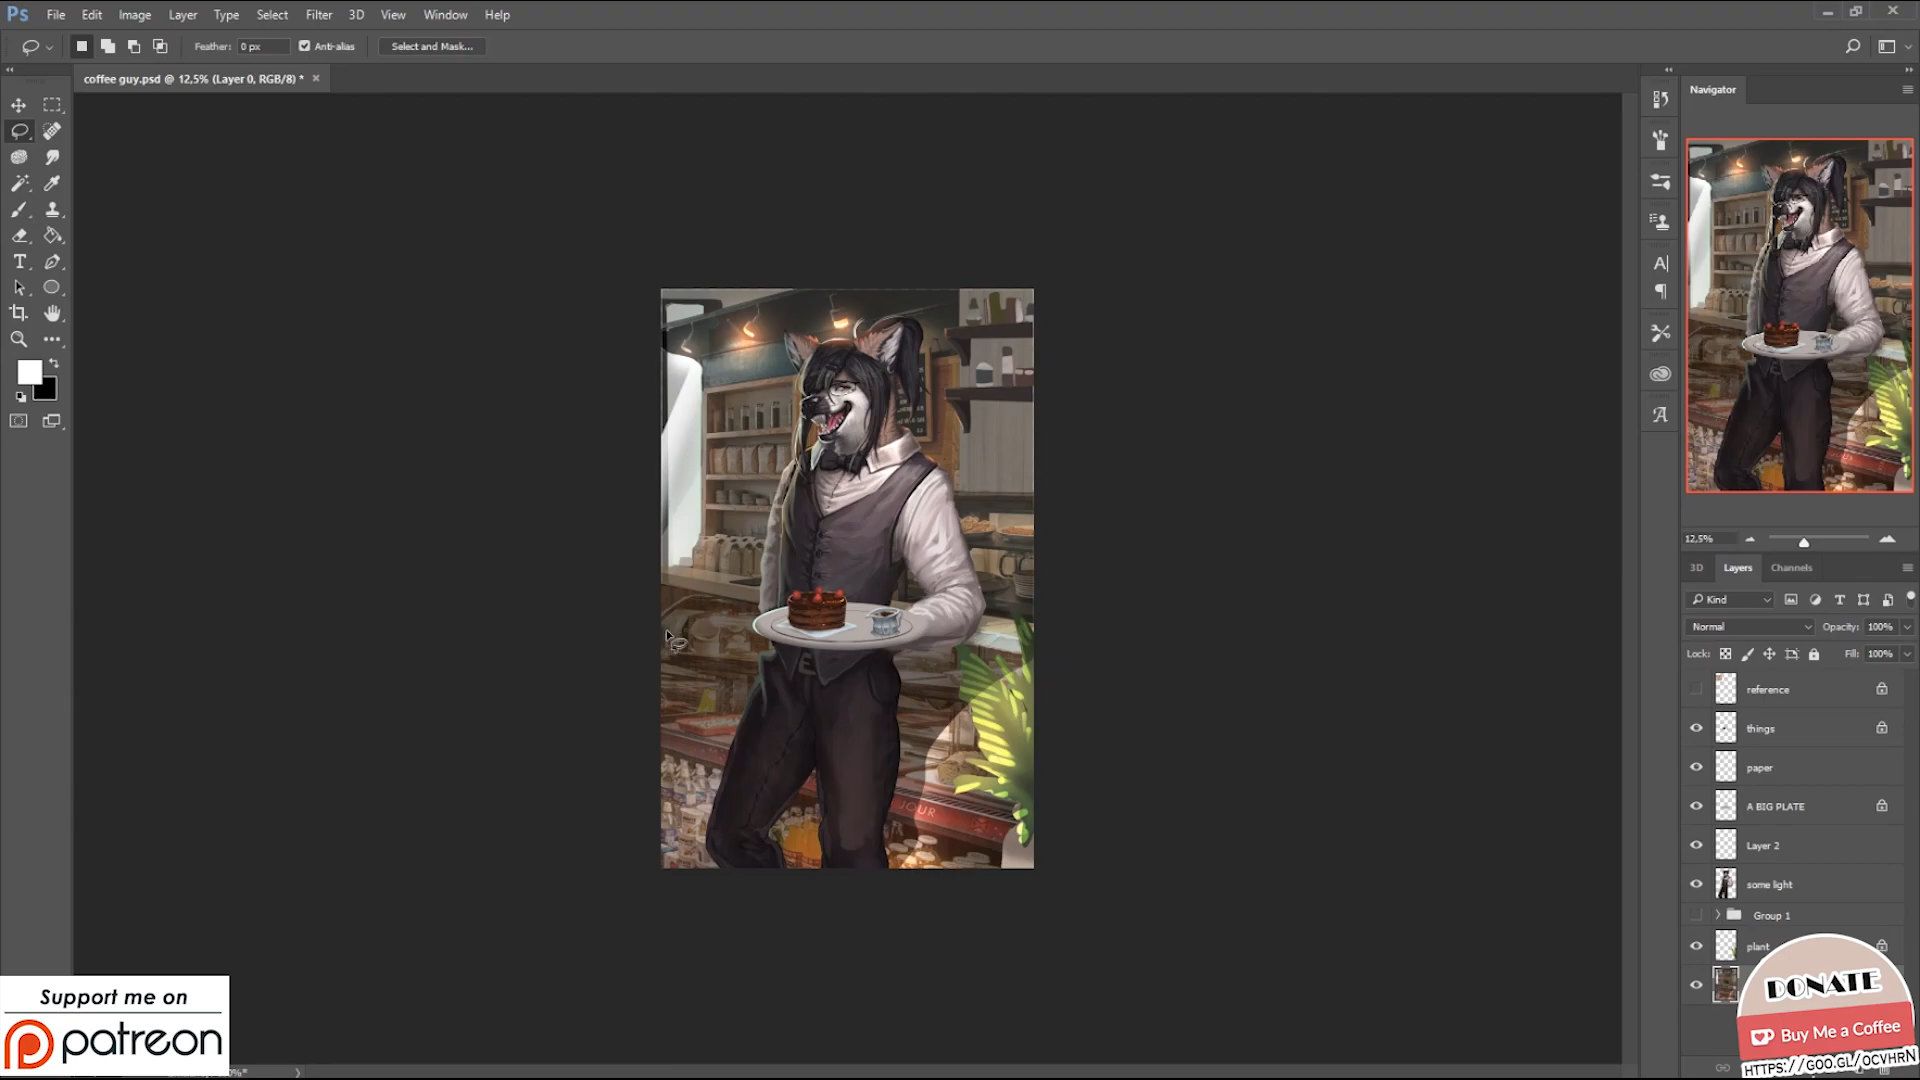 Ps File Edit Image Layer Type Select Filter 3D View Window Help
Feather: 0 px Anti-alias Select and Mask...
coffee guy.psd @ 12,5% (Layer 0, RGB/8) * ×
Navigator
12,5%
3D Layers Channels
Kind
Normal Opacity: 100%
Lock: Fill: 100%
reference
things
paper
A BIG PLATE
Layer 2
some light
Group 1
plant
JOUR
Support me on
patreon
DONATE
Buy Me a Coffee
HTTPS://GOO.GL/OCVHRN